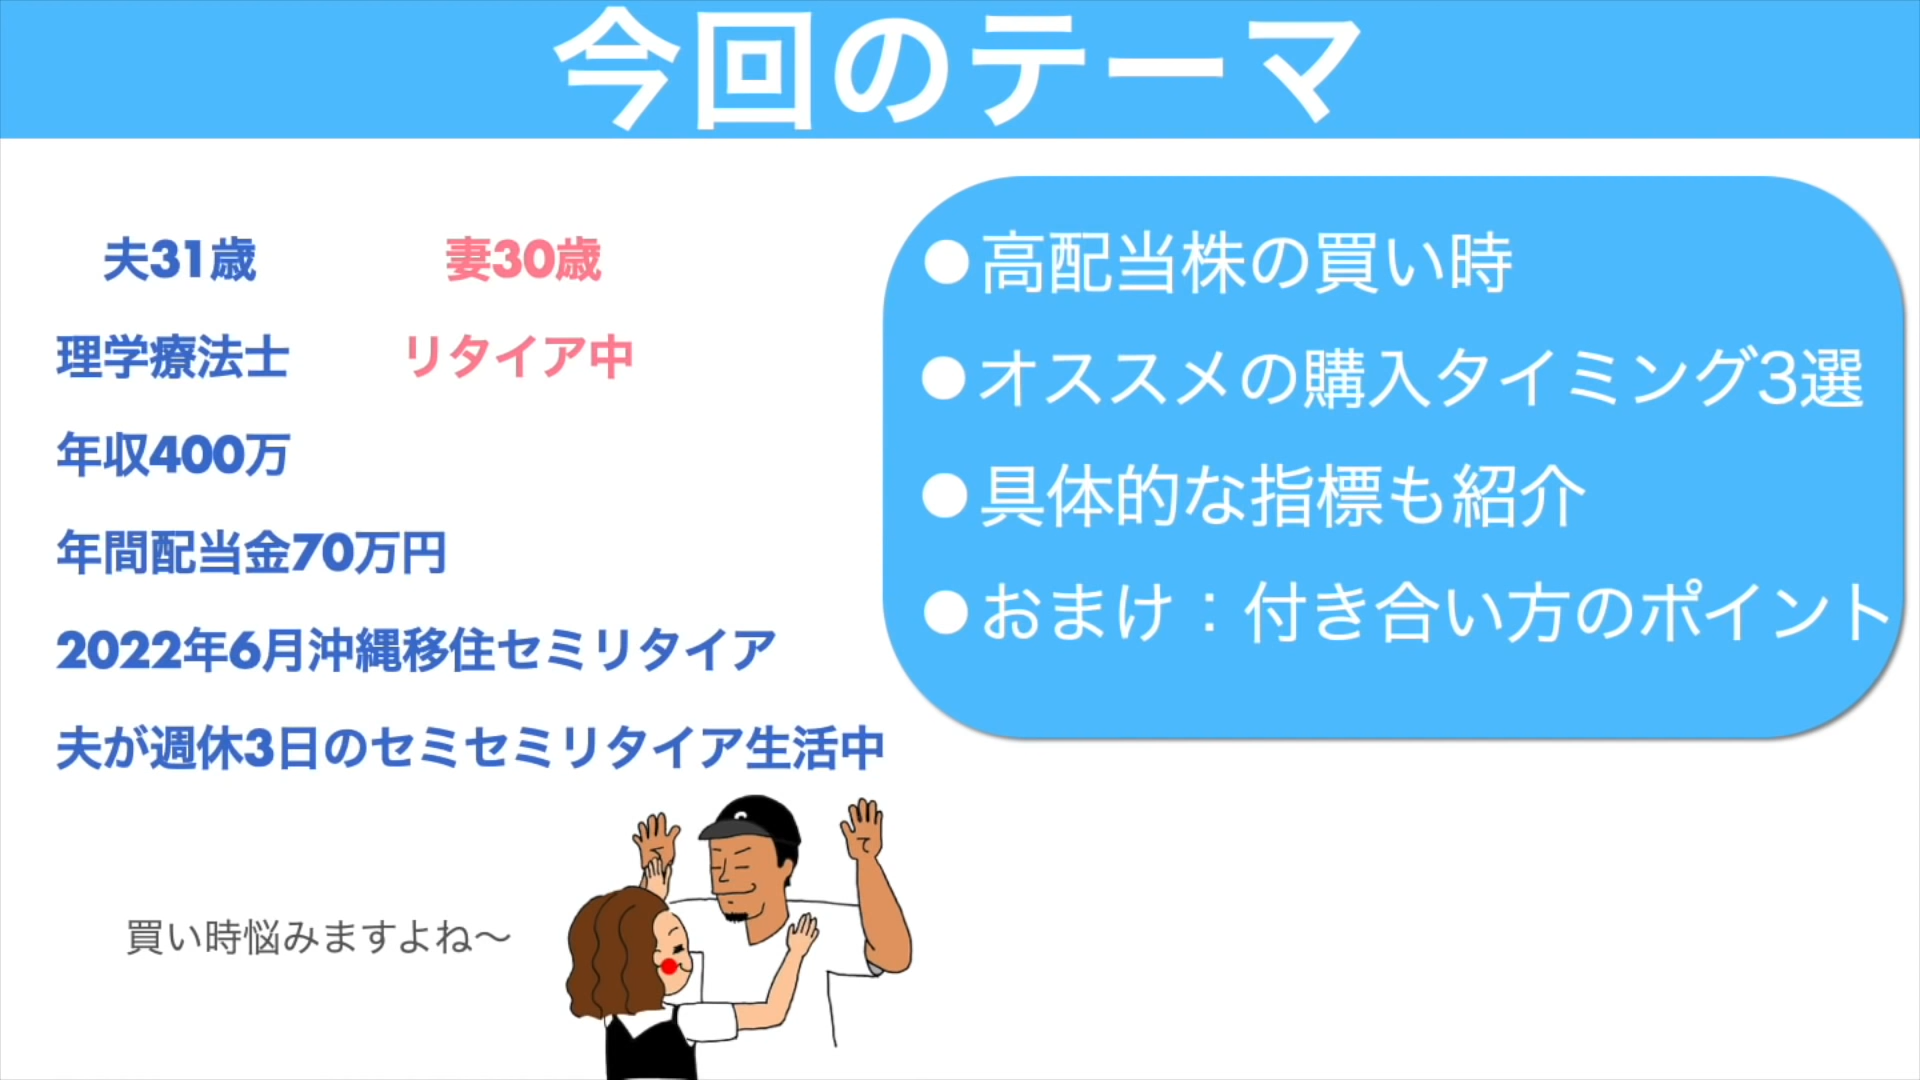 今回のテーマ
夫31歳
妻30歳
理学療法士
リタイア中
年収400万
年間配当金70万円
2022年6月沖縄移住セミリタイア
夫が週休3日のセミセミリタイア生活中
●高配当株の買い時
●オススメの購入タイミング3選
●具体的な指標も紹介
●おまけ：付き合い方のポイント
買い時悩みますよね〜